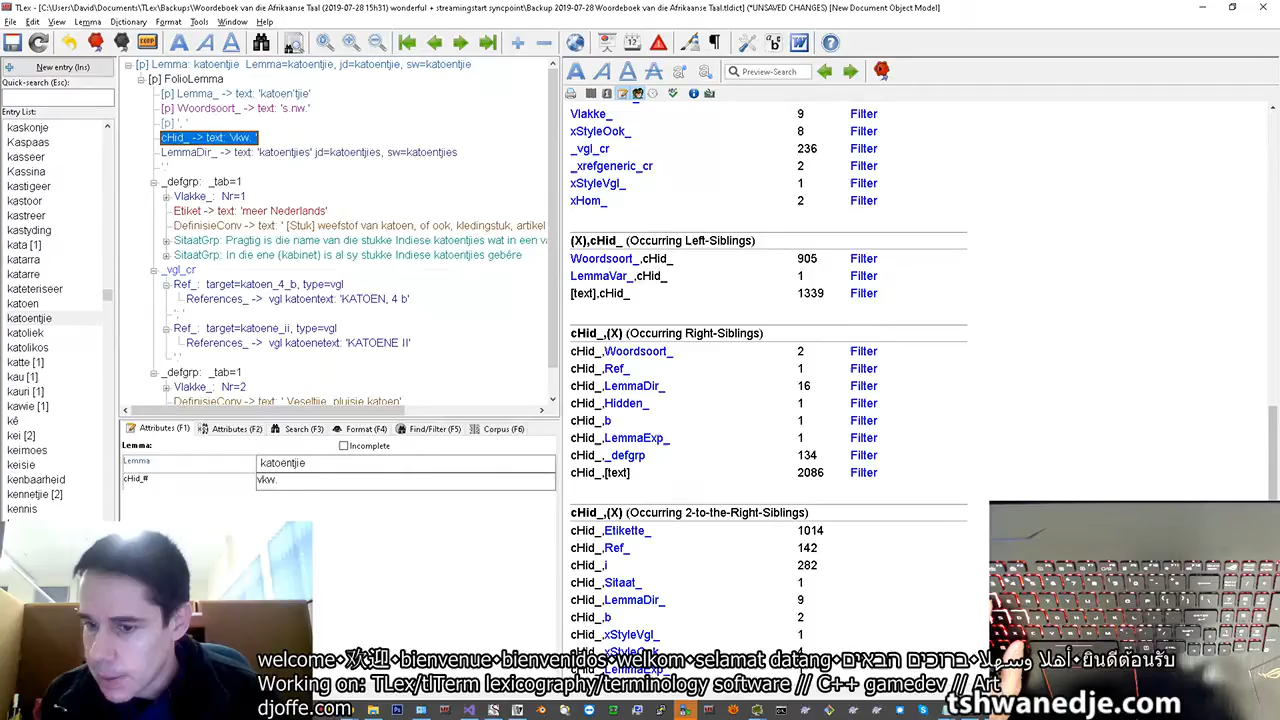 TLex - [C:\Users\David\Documents\TLex\Backups\Woordeboek van die Afrikaanse Taal (2019-07-28 15h31) wonderful + streamingstart syncpoint\Backup 2019-07-28 Woordeboek van die Afrikaanse Taal.tldict] (*UNSAVED CHANGES) [New Document Object Model]
File Edit View Lemma Dictionary Format Tools Window Help
New entry (Ins)
Quick-search (Esc):
Entry List:
kaskonje
Kaspaas
kasseer
Kassina
kastigeer
kastoor
kastreer
kastyding
kata [1]
katarra
katarre
kateteriseer
katoen
katoentjie
katoliek
katolikos
katte [1]
kau [1]
kauri [1]
kawie [1]
kê
kei [2]
keimoes
keisie
kenbaarheid
kennetjie [2]
kennis
[p] Lemma: katoentjie Lemma=katoentjie, jd=katoentjie, sw=katoentjie
[p] FolioLemma
[p] Lemma_ -> text: 'katoen'tjie'
[p] Woordsoort_ -> text: 's.nw.'
[p] ', '
cHid_ -> text: 'vkw. '
LemmaDir_ -> text: 'katoentjies' jd=katoentjies, sw=katoentjies
_defgrp: _tab=1
Vlakke_: Nr=1
Etiket -> text: 'meer Nederlands'
DefinisieConv -> text: ' [Stuk] weefstof van katoen, of ook, kledingstuk, artikel
SitaatGrp: Pragtig is die name van die stukke Indiese katoentjies wat in een va
SitaatGrp: In die ene (kabinet) is al sy stukke Indiese katoentjies gebêre
_vgl_cr
Ref_: target=katoen_4_b, type=vgl
References_ -> vgl katoentext: 'KATOEN, 4 b'
'; '
Ref_: target=katoene_ii, type=vgl
References_ -> vgl katoenetext: 'KATOENE II'
_defgrp: _tab=1
Vlakke_: Nr=2
DefinisieConv -> text: ' Veseltjie, pluisie katoen'
Attributes (F1) Attributes (F2) Search (F3) Format (F4) Find/Filter (F5) Corpus (F6)
Lemma: Incomplete
Lemma katoentjie
cHid_# vkw.
Preview-Search
Vlakke_ 9 Filter
xStyleOok_ 8 Filter
_vgl_cr 236 Filter
_xrefgeneric_cr 2 Filter
xStyleVgl_ 1 Filter
xHom_ 2 Filter
(X),cHid_ (Occurring Left-Siblings)
Woordsoort_,cHid_ 905 Filter
LemmaVar_,cHid_ 1 Filter
[text],cHid_ 1339 Filter
cHid_,(X) (Occurring Right-Siblings)
cHid_,Woordsoort_ 2 Filter
cHid_,Ref_ 1 Filter
cHid_,LemmaDir_ 16 Filter
cHid_,Hidden_ 1 Filter
cHid_,b 1 Filter
cHid_,LemmaExp_ 1 Filter
cHid_,_defgrp 134 Filter
cHid_,[text] 2086 Filter
cHid_,(X) (Occurring 2-to-the-Right-Siblings)
cHid_,Etikette_ 1014
cHid_,Ref_ 142
cHid_,i 282
cHid_,Sitaat_ 1
cHid_,LemmaDir_ 9
cHid_,b 2
cHid_,xStyleVgl_ 1
welcome•欢迎•bienvenue•bienvenidos•welkom•selamat datang•ברוכים הבאים•أهلا وسهلا•ยินดีต้อนรับ
Working on: TLex/tlTerm lexicography/terminology software // C++ gamedev // Art
djoffe.com
tshwanedje.com